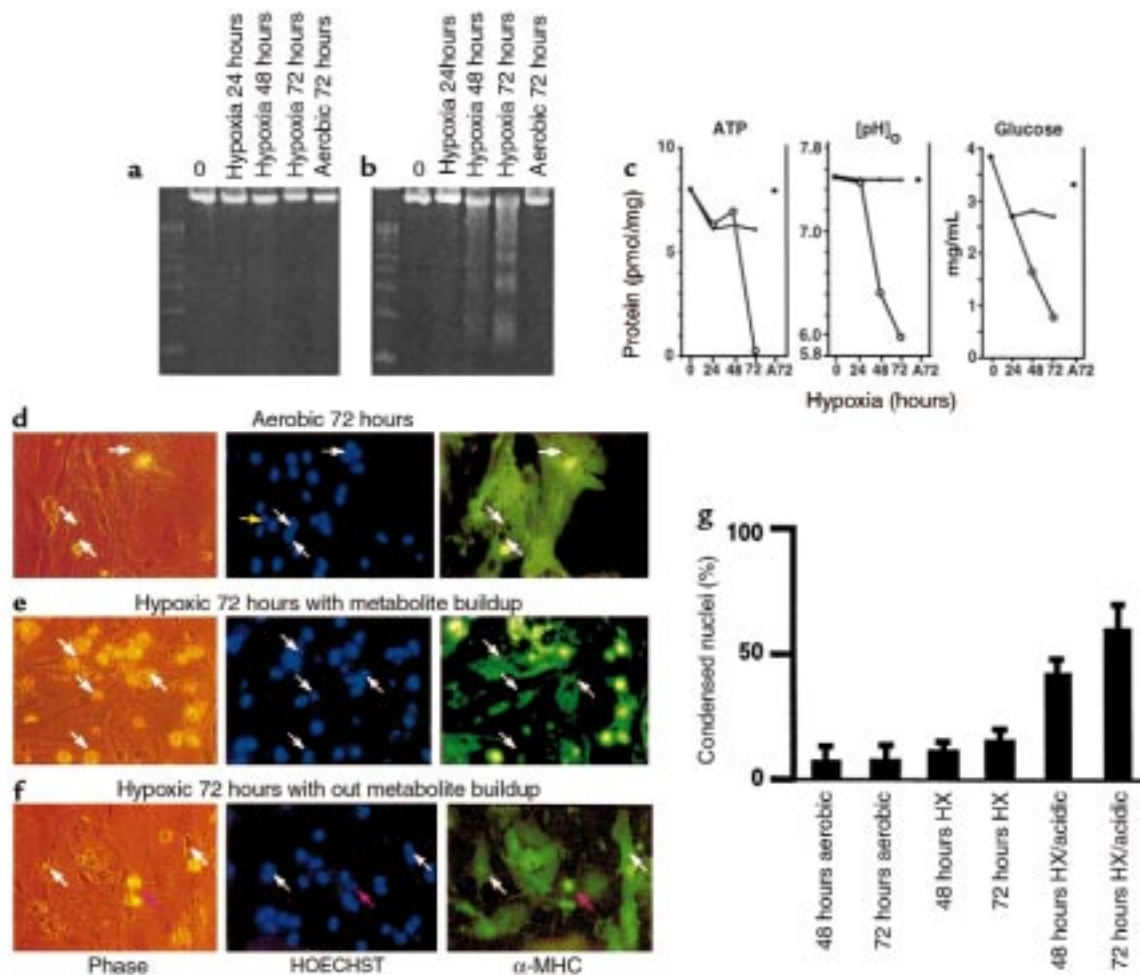 a
0
Hypoxia 24 hours
Hypoxia 48 hours
Hypoxia 72 hours
Aerobic 72 hours
b
0
Hypoxia 24hours
Hypoxia 48 hours
Hypoxia 72 hours
Aerobic 72 hours
c
ATP
[pH]o
Glucose
Protein (pmol/mg)
10
5
0
0 24 48 72 A72
7.8
7.0
6.0
5.8
0 24 48 72 A72
mg/mL
4
3
2
1
0
0 24 48 72 A72
Hypoxia (hours)
d
Aerobic 72 hours
e
Hypoxic 72 hours with metabolite buildup
f
Hypoxic 72 hours with out metabolite buildup
Phase
HOECHST
α-MHC
g
Condensed nuclei (%)
100
50
0
48 hours aerobic
72 hours aerobic
48 hours HX
72 hours HX
48 hours HX/acidic
72 hours HX/acidic